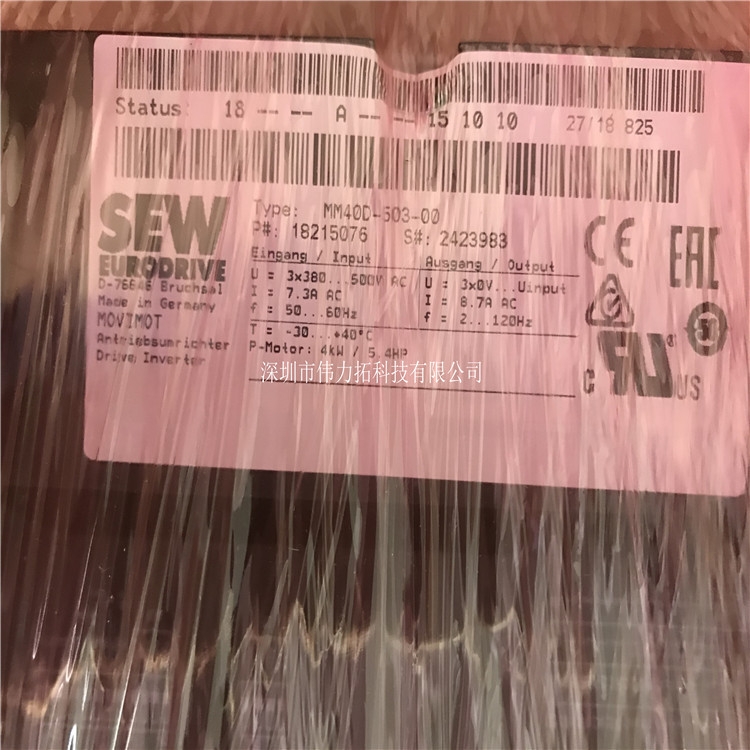 Status: 18 -- -- A -- -- 15 10 10 27/18 825
SEW
EURODRIVE
D-76646 Bruchsal
Made in Germany
MOVIMOT
Antriebsumrichter
Drive Inverter
Type: MM40D-503-00
P#: 18215076 S#: 2423983
Eingang / Input
U = 3x380...500V AC
I = 7.3A AC
f = 50...60Hz
T = -30...+40°C
P-Motor: 4kW / 5.4HP
Ausgang / Output
U = 3x0V...Uinput
I = 8.7A AC
f = 2...120Hz
CE
EAC
C UL US
深圳市伟力拓科技有限公司